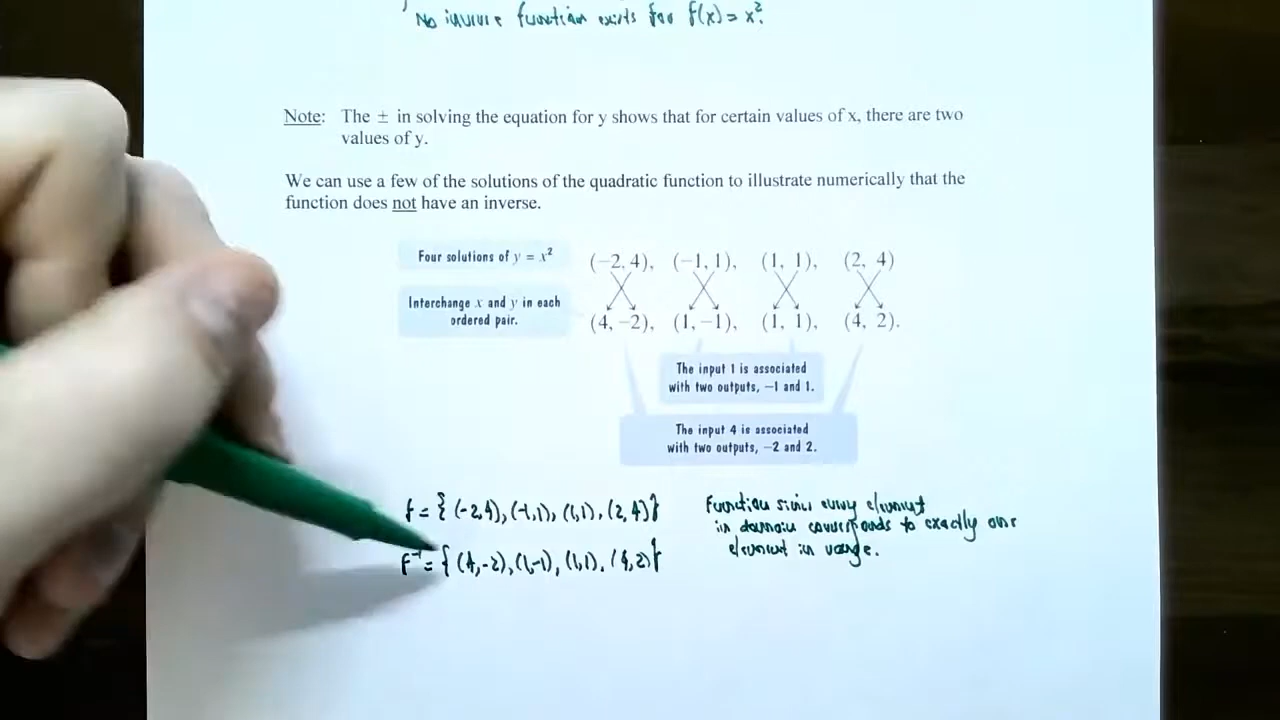 No inverse function exists for f(x) = x².
Note: The ± in solving the equation for y shows that for certain values of x, there are two
values of y.
We can use a few of the solutions of the quadratic function to illustrate numerically that the
function does not have an inverse.
Four solutions of y = x²
(−2, 4), (−1, 1), (1, 1), (2, 4)
Interchange x and y in each
ordered pair.
(4, −2), (1, −1), (1, 1), (4, 2).
The input 1 is associated
with two outputs, −1 and 1.
The input 4 is associated
with two outputs, −2 and 2.
f = { (-2,4), (-1,1), (1,1), (2,4)}
f⁻¹ = { (4,-2), (1,-1), (1,1), (4,2)}
Function since every element
in domain corresponds to exactly one
element in range.